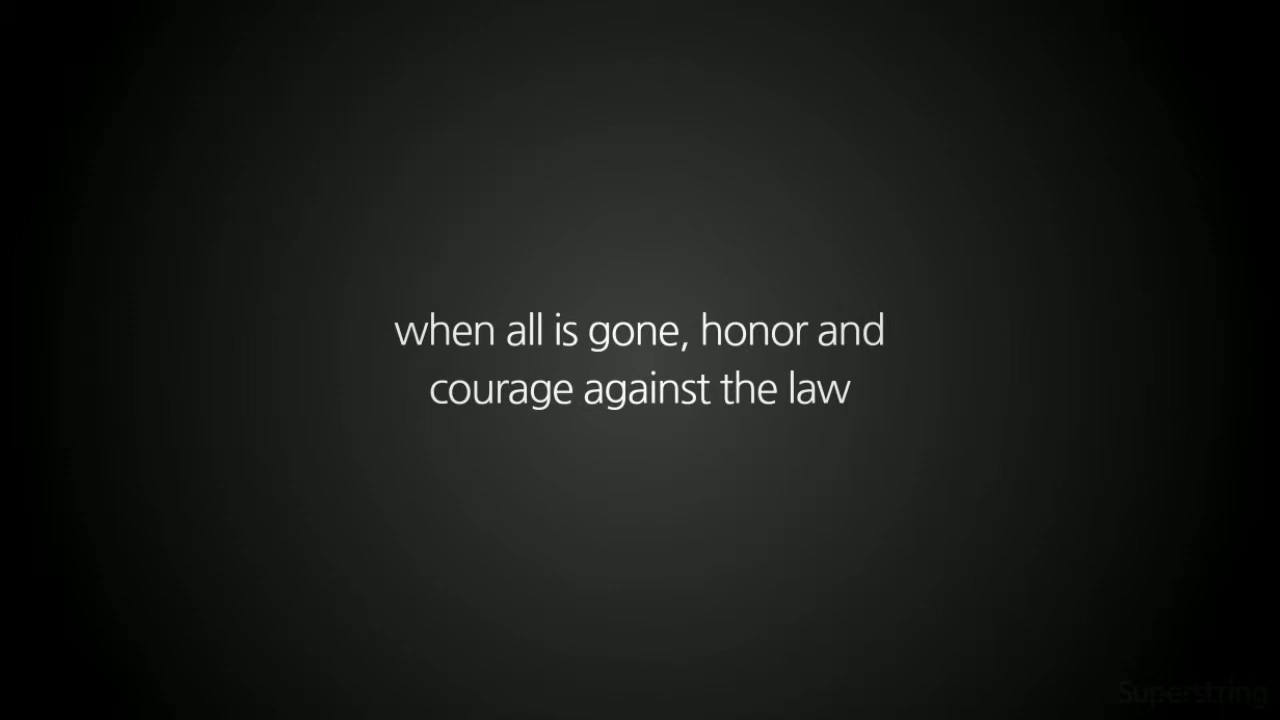 when all is gone, honor and
courage against the law
Superstring